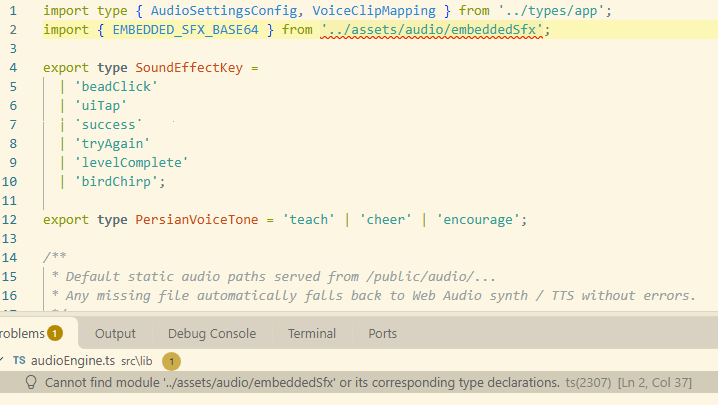 1 import type { AudioSettingsConfig, VoiceClipMapping } from '../types/app';
2 import { EMBEDDED_SFX_BASE64 } from '../assets/audio/embeddedSfx';
3
4 export type SoundEffectKey =
5 | 'beadClick'
6 | 'uiTap'
7 | 'success'
8 | 'tryAgain'
9 | 'levelComplete'
10 | 'birdChirp';
11
12 export type PersianVoiceTone = 'teach' | 'cheer' | 'encourage';
13
14 /**
15 * Default static audio paths served from /public/audio/...
16 * Any missing file automatically falls back to Web Audio synth / TTS without errors.
roblems 1 Output Debug Console Terminal Ports
TS audioEngine.ts src\lib 1
Cannot find module '../assets/audio/embeddedSfx' or its corresponding type declarations. ts(2307) [Ln 2, Col 37]